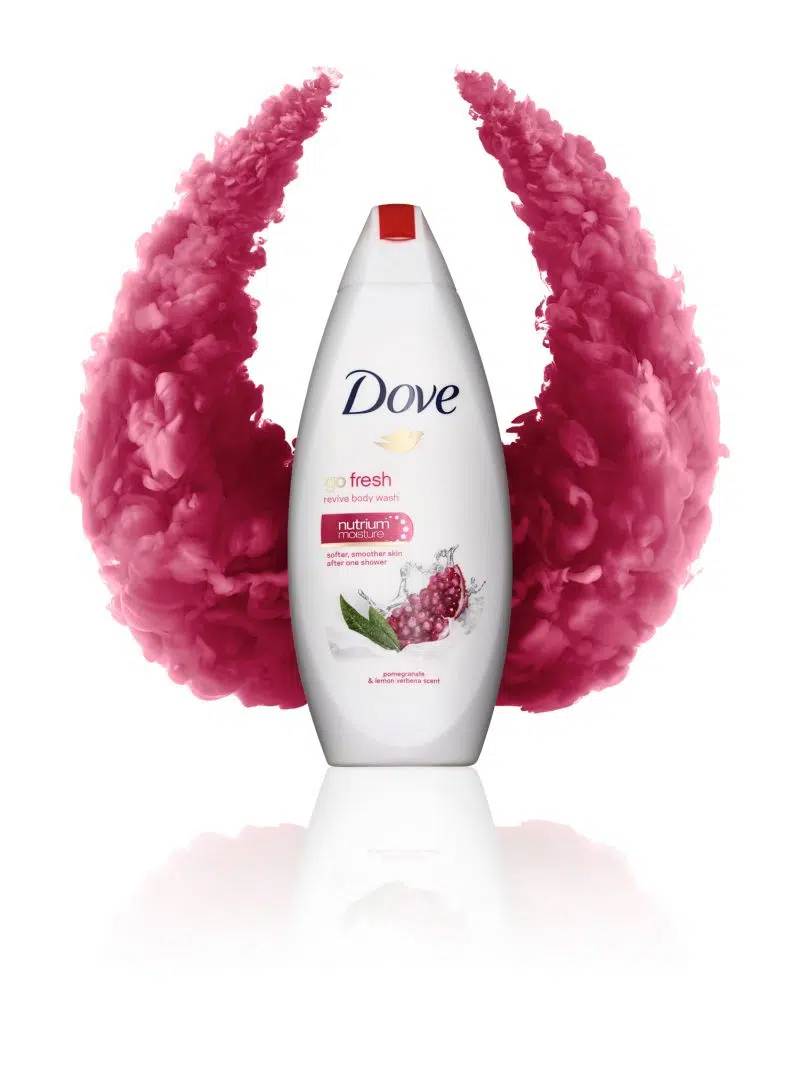 Dove
go fresh
revive body wash
nutrium
moisture
softer, smoother skin
after one shower
pomegranate
& lemon verbena scent